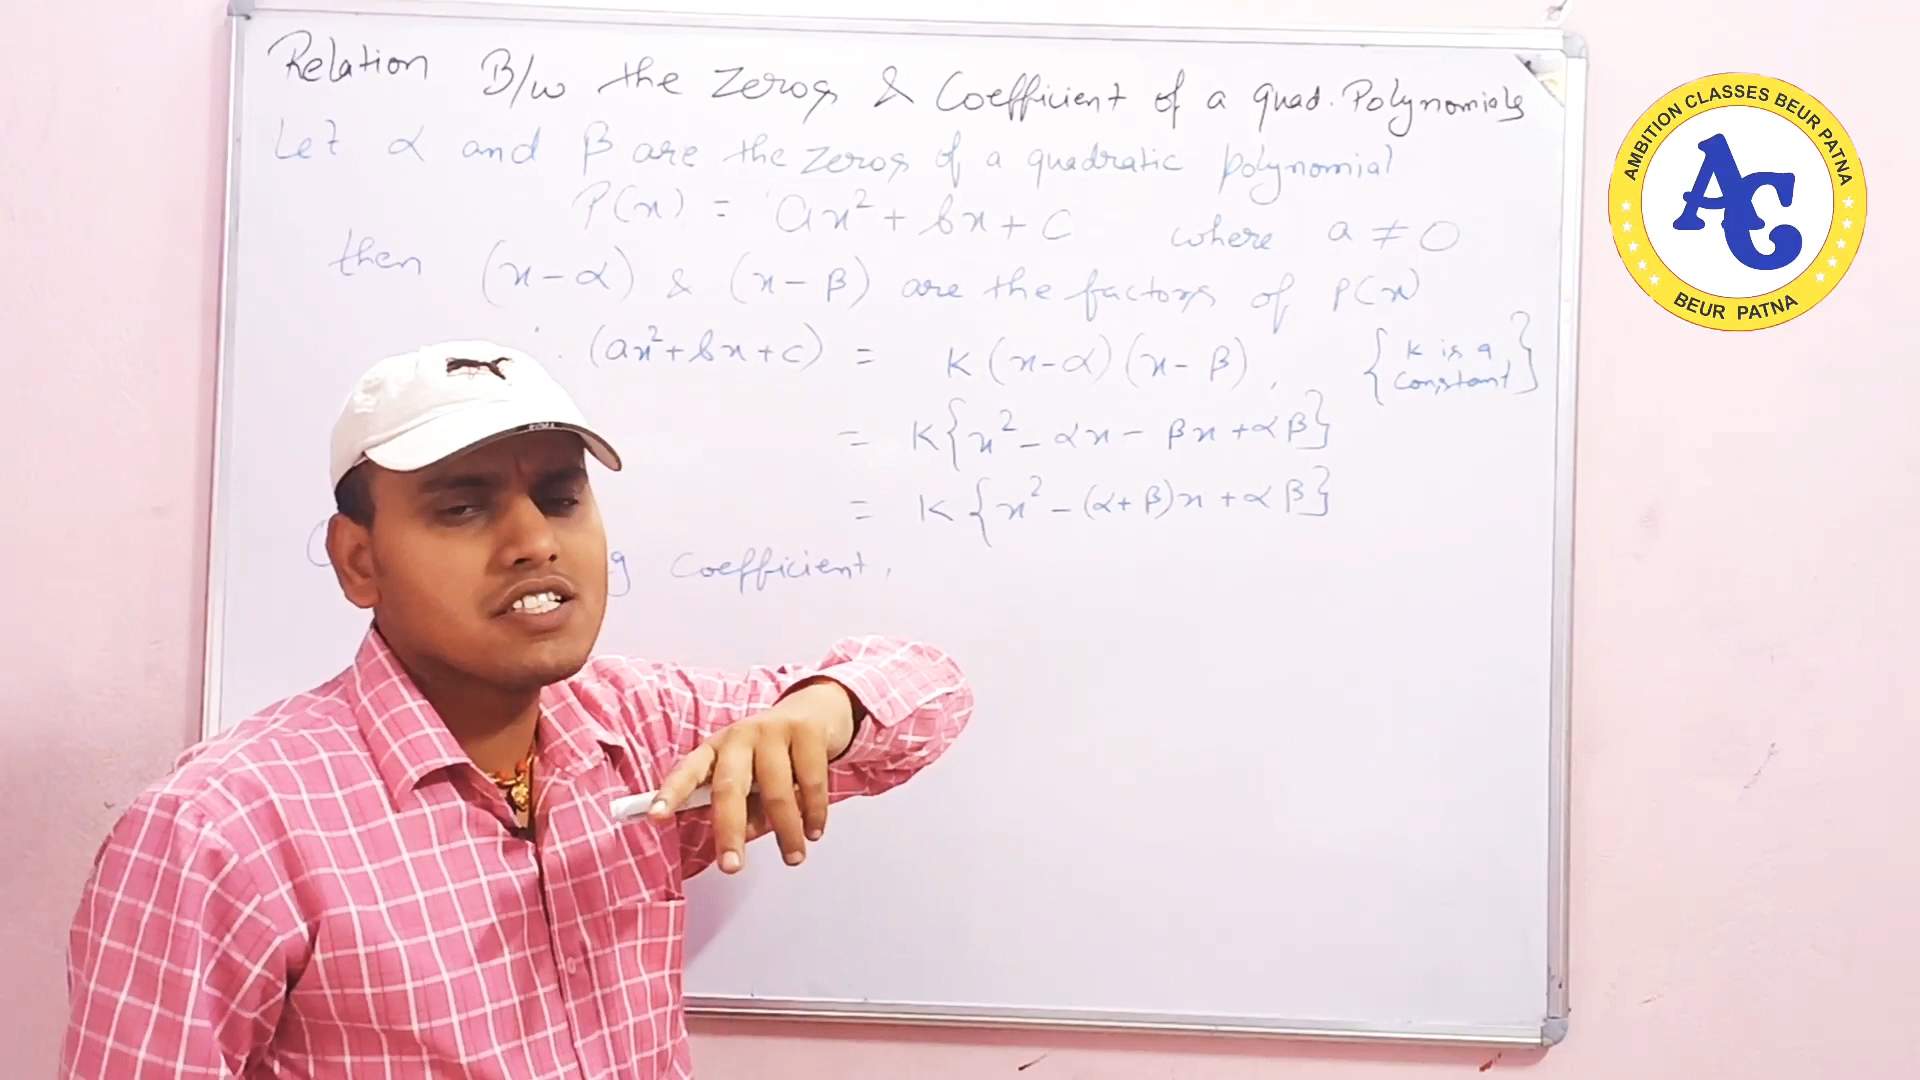 Relation B/w the zeros & Coefficient of a quad. Polynomials
Let α and β are the zeros of a quadratic polynomial
P(x) = ax² + bx + c where a ≠ 0
then (x - α) & (x - β) are the factors of P(x)
∴ (ax² + bx + c) = K(x-α)(x-β), {K is a constant}
= K{x² - αx - βx + αβ}
= K{x² - (α+β)x + αβ}
Coefficient,
AMBITION CLASSES BEUR PATNA
AC
BEUR PATNA